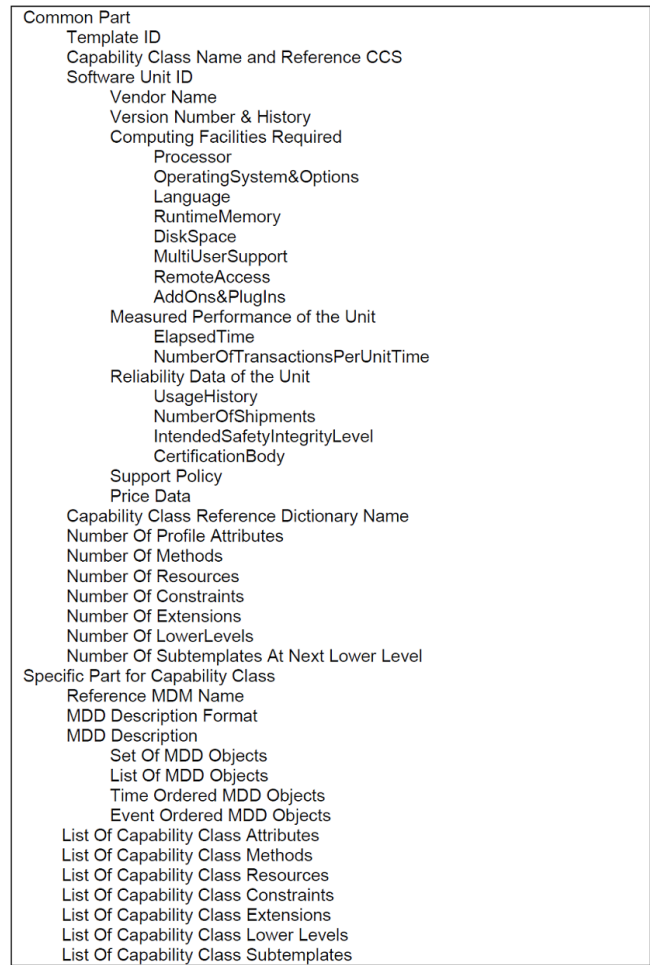 Common Part
Template ID
Capability Class Name and Reference CCS
Software Unit ID
Vendor Name
Version Number & History
Computing Facilities Required
Processor
OperatingSystem&Options
Language
RuntimeMemory
DiskSpace
MultiUserSupport
RemoteAccess
AddOns&PlugIns
Measured Performance of the Unit
ElapsedTime
NumberOfTransactionsPerUnitTime
Reliability Data of the Unit
UsageHistory
NumberOfShipments
IntendedSafetyIntegrityLevel
CertificationBody
Support Policy
Price Data
Capability Class Reference Dictionary Name
Number Of Profile Attributes
Number Of Methods
Number Of Resources
Number Of Constraints
Number Of Extensions
Number Of LowerLevels
Number Of Subtemplates At Next Lower Level
Specific Part for Capability Class
Reference MDM Name
MDD Description Format
MDD Description
Set Of MDD Objects
List Of MDD Objects
Time Ordered MDD Objects
Event Ordered MDD Objects
List Of Capability Class Attributes
List Of Capability Class Methods
List Of Capability Class Resources
List Of Capability Class Constraints
List Of Capability Class Extensions
List Of Capability Class Lower Levels
List Of Capability Class Subtemplates